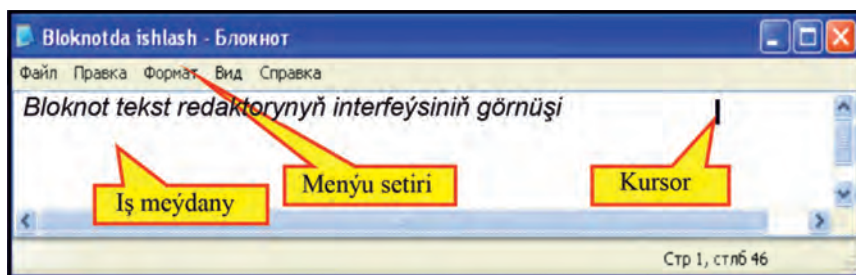 Bloknotda ishlash - Блокнот
Файл Правка Формат Вид Справка
Bloknot tekst redaktorynyň interfeýsiniň görnüşi
Iş meýdany
Menýu setiri
Kursor
Стр 1, стлб 46